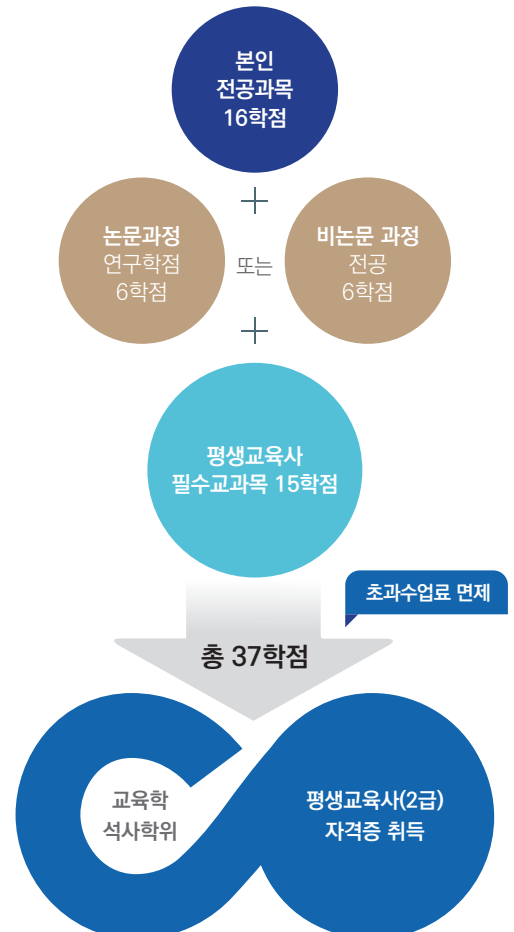 본인
전공과목
16학점
논문과정
연구학점
6학점
또는
비논문 과정
전공
6학점
평생교육사
필수교과목 15학점
초과수업료 면제
총 37학점
교육학
석사학위
평생교육사(2급)
자격증 취득